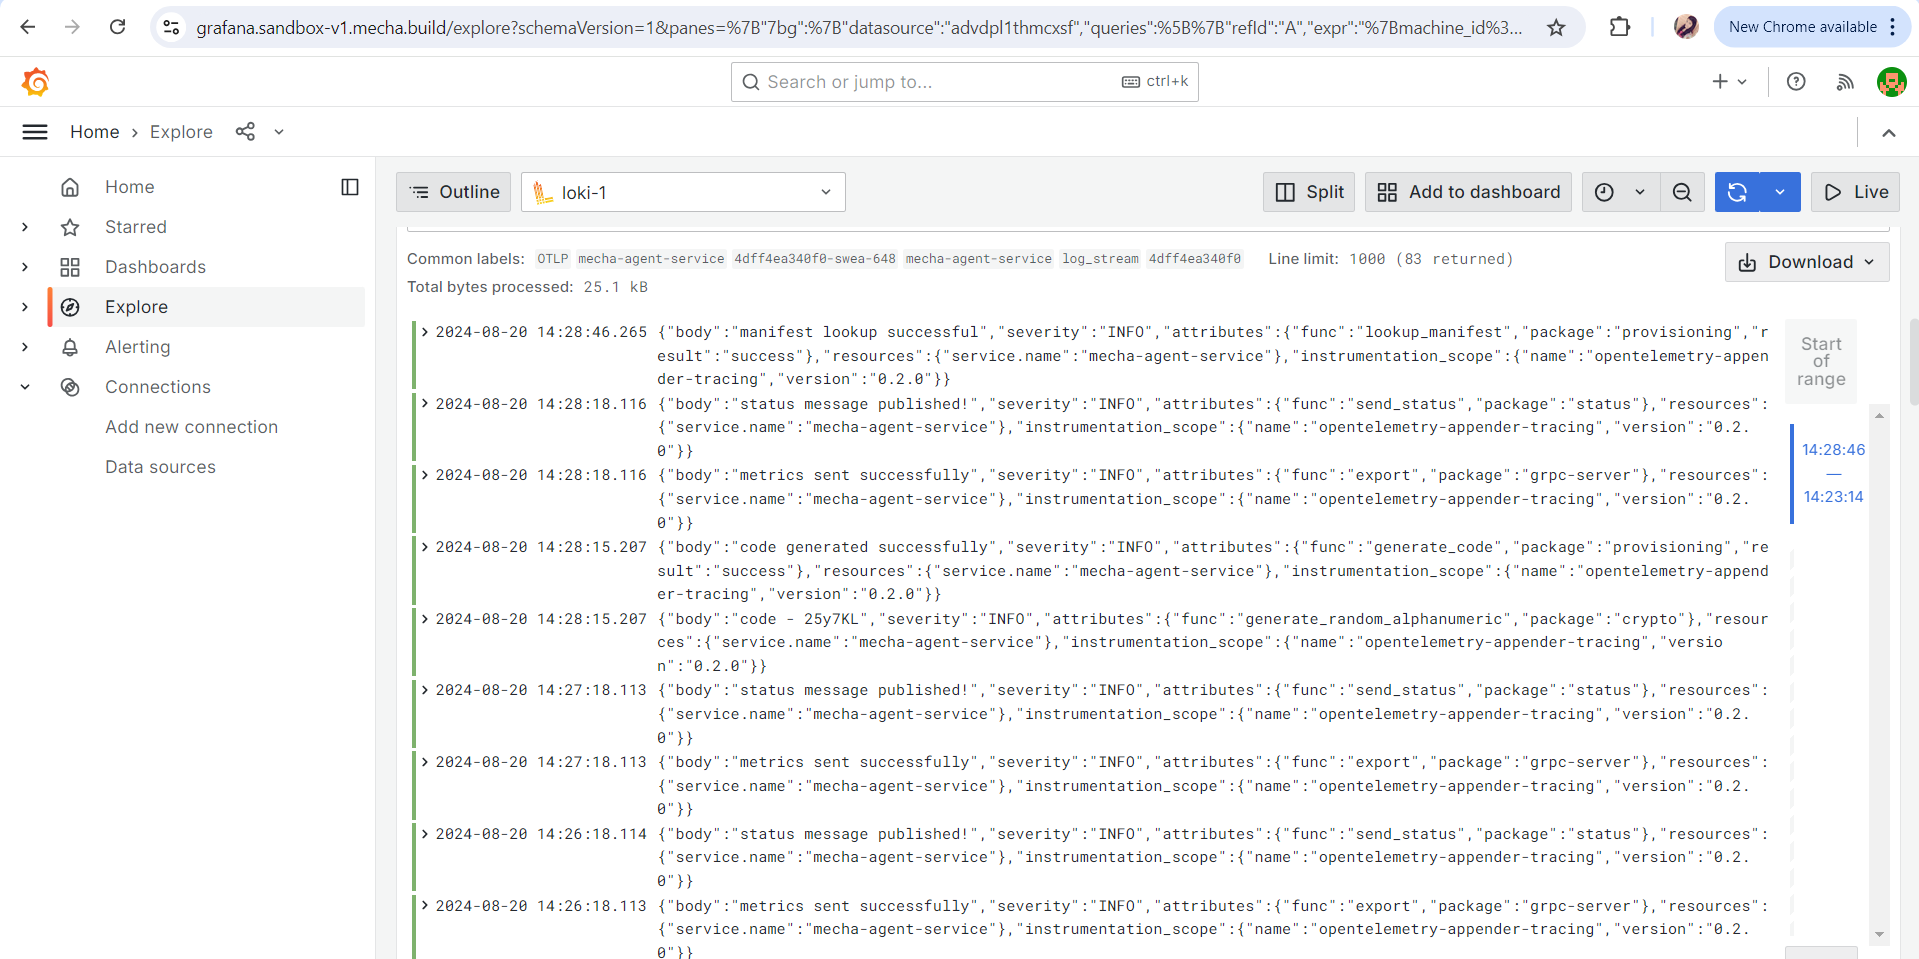 grafana.sandbox-v1.mecha.build/explore?schemaVersion=1&panes=%7B"7bg":%7B"datasource":"advdpl1thmcxsf","queries":%5B%7B"refId":"A","expr":"%7Bmachine_id%3...
New Chrome available
Search or jump to...
ctrl+k
Home › Explore
Home
Starred
Dashboards
Explore
Alerting
Connections
Add new connection
Data sources
Outline
loki-1
Split
Add to dashboard
Live
Common labels: OTLP mecha-agent-service 4dff4ea340f0-swea-648 mecha-agent-service log_stream 4dff4ea340f0 Line limit: 1000 (83 returned)
Download
Total bytes processed: 25.1 kB
2024-08-20 14:28:46.265 {"body":"manifest lookup successful","severity":"INFO","attributes":{"func":"lookup_manifest","package":"provisioning","r
esult":"success"},"resources":{"service.name":"mecha-agent-service"},"instrumentation_scope":{"name":"opentelemetry-appen
der-tracing","version":"0.2.0"}}
2024-08-20 14:28:18.116 {"body":"status message published!","severity":"INFO","attributes":{"func":"send_status","package":"status"},"resources":
{"service.name":"mecha-agent-service"},"instrumentation_scope":{"name":"opentelemetry-appender-tracing","version":"0.2.
0"}}
2024-08-20 14:28:18.116 {"body":"metrics sent successfully","severity":"INFO","attributes":{"func":"export","package":"grpc-server"},"resources":
{"service.name":"mecha-agent-service"},"instrumentation_scope":{"name":"opentelemetry-appender-tracing","version":"0.2.
0"}}
2024-08-20 14:28:15.207 {"body":"code generated successfully","severity":"INFO","attributes":{"func":"generate_code","package":"provisioning","re
sult":"success"},"resources":{"service.name":"mecha-agent-service"},"instrumentation_scope":{"name":"opentelemetry-append
er-tracing","version":"0.2.0"}}
2024-08-20 14:28:15.207 {"body":"code - 25y7KL","severity":"INFO","attributes":{"func":"generate_random_alphanumeric","package":"crypto"},"resour
ces":{"service.name":"mecha-agent-service"},"instrumentation_scope":{"name":"opentelemetry-appender-tracing","versio
n":"0.2.0"}}
2024-08-20 14:27:18.113 {"body":"status message published!","severity":"INFO","attributes":{"func":"send_status","package":"status"},"resources":
{"service.name":"mecha-agent-service"},"instrumentation_scope":{"name":"opentelemetry-appender-tracing","version":"0.2.
0"}}
2024-08-20 14:27:18.113 {"body":"metrics sent successfully","severity":"INFO","attributes":{"func":"export","package":"grpc-server"},"resources":
{"service.name":"mecha-agent-service"},"instrumentation_scope":{"name":"opentelemetry-appender-tracing","version":"0.2.
0"}}
2024-08-20 14:26:18.114 {"body":"status message published!","severity":"INFO","attributes":{"func":"send_status","package":"status"},"resources":
{"service.name":"mecha-agent-service"},"instrumentation_scope":{"name":"opentelemetry-appender-tracing","version":"0.2.
0"}}
2024-08-20 14:26:18.113 {"body":"metrics sent successfully","severity":"INFO","attributes":{"func":"export","package":"grpc-server"},"resources":
{"service.name":"mecha-agent-service"},"instrumentation_scope":{"name":"opentelemetry-appender-tracing","version":"0.2.
0"}}
Start
of
range
14:28:46
—
14:23:14